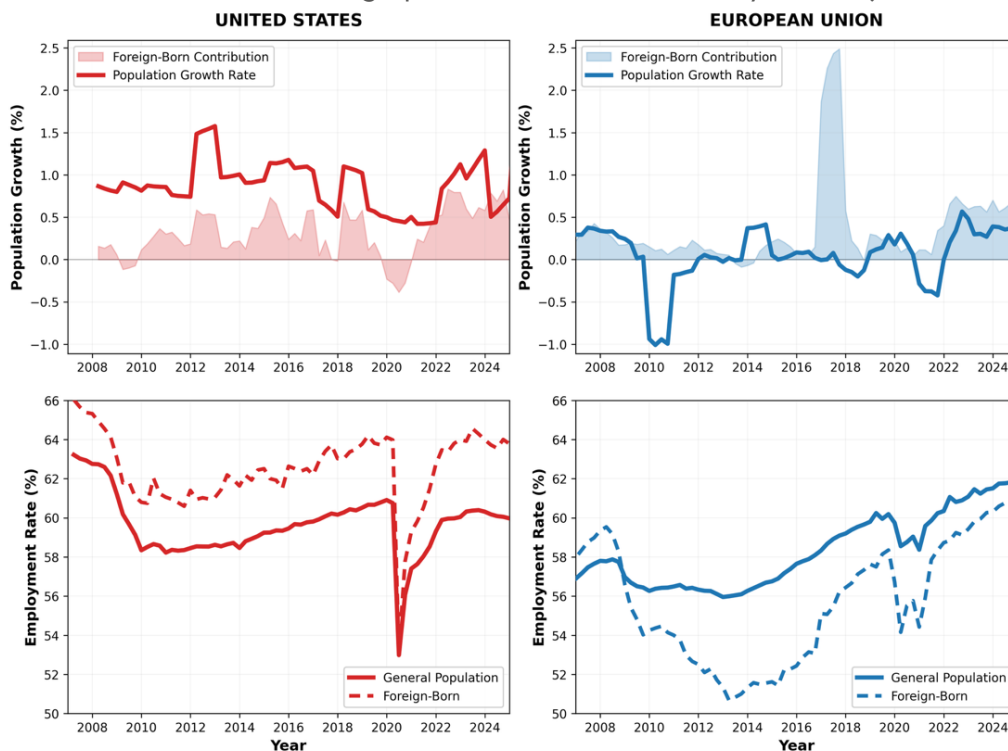 UNITED STATES
EUROPEAN UNION
Population Growth (%)
2.5
2.0
1.5
1.0
0.5
0.0
−0.5
−1.0
Foreign-Born Contribution
Population Growth Rate
2008 2010 2012 2014 2016 2018 2020 2022 2024
Population Growth (%)
2.5
2.0
1.5
1.0
0.5
0.0
−0.5
−1.0
Foreign-Born Contribution
Population Growth Rate
2008 2010 2012 2014 2016 2018 2020 2022 2024
Employment Rate (%)
66
64
62
60
58
56
54
52
50
General Population
Foreign-Born
2008 2010 2012 2014 2016 2018 2020 2022 2024
Year
Employment Rate (%)
66
64
62
60
58
56
54
52
50
General Population
Foreign-Born
2008 2010 2012 2014 2016 2018 2020 2022 2024
Year